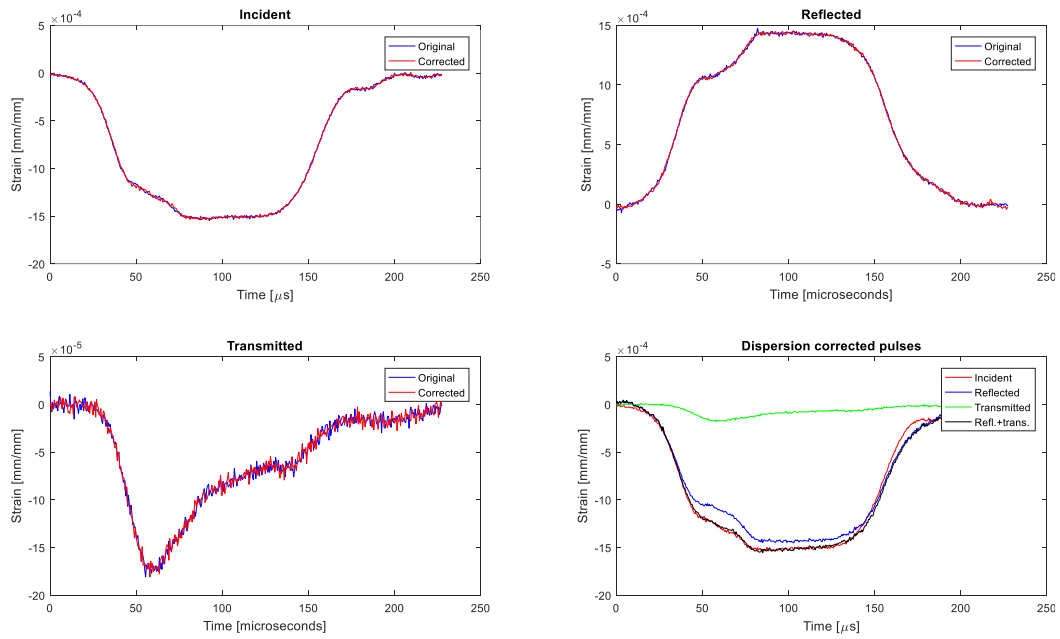 Incident
×10⁻⁴
5
0
-5
-10
-15
-20
Strain [mm/mm]
0 50 100 150 200 250
Time [μs]
Original
Corrected
Reflected
×10⁻⁴
15
10
5
0
-5
Strain [mm/mm]
0 50 100 150 200 250
Time [microseconds]
Original
Corrected
Transmitted
×10⁻⁵
5
0
-5
-10
-15
-20
Strain [mm/mm]
0 50 100 150 200 250
Time [microseconds]
Original
Corrected
Dispersion corrected pulses
×10⁻⁴
5
0
-5
-10
-15
-20
Strain [mm/mm]
0 50 100 150 200 250
Time [μs]
Incident
Reflected
Transmitted
Refl.+trans.